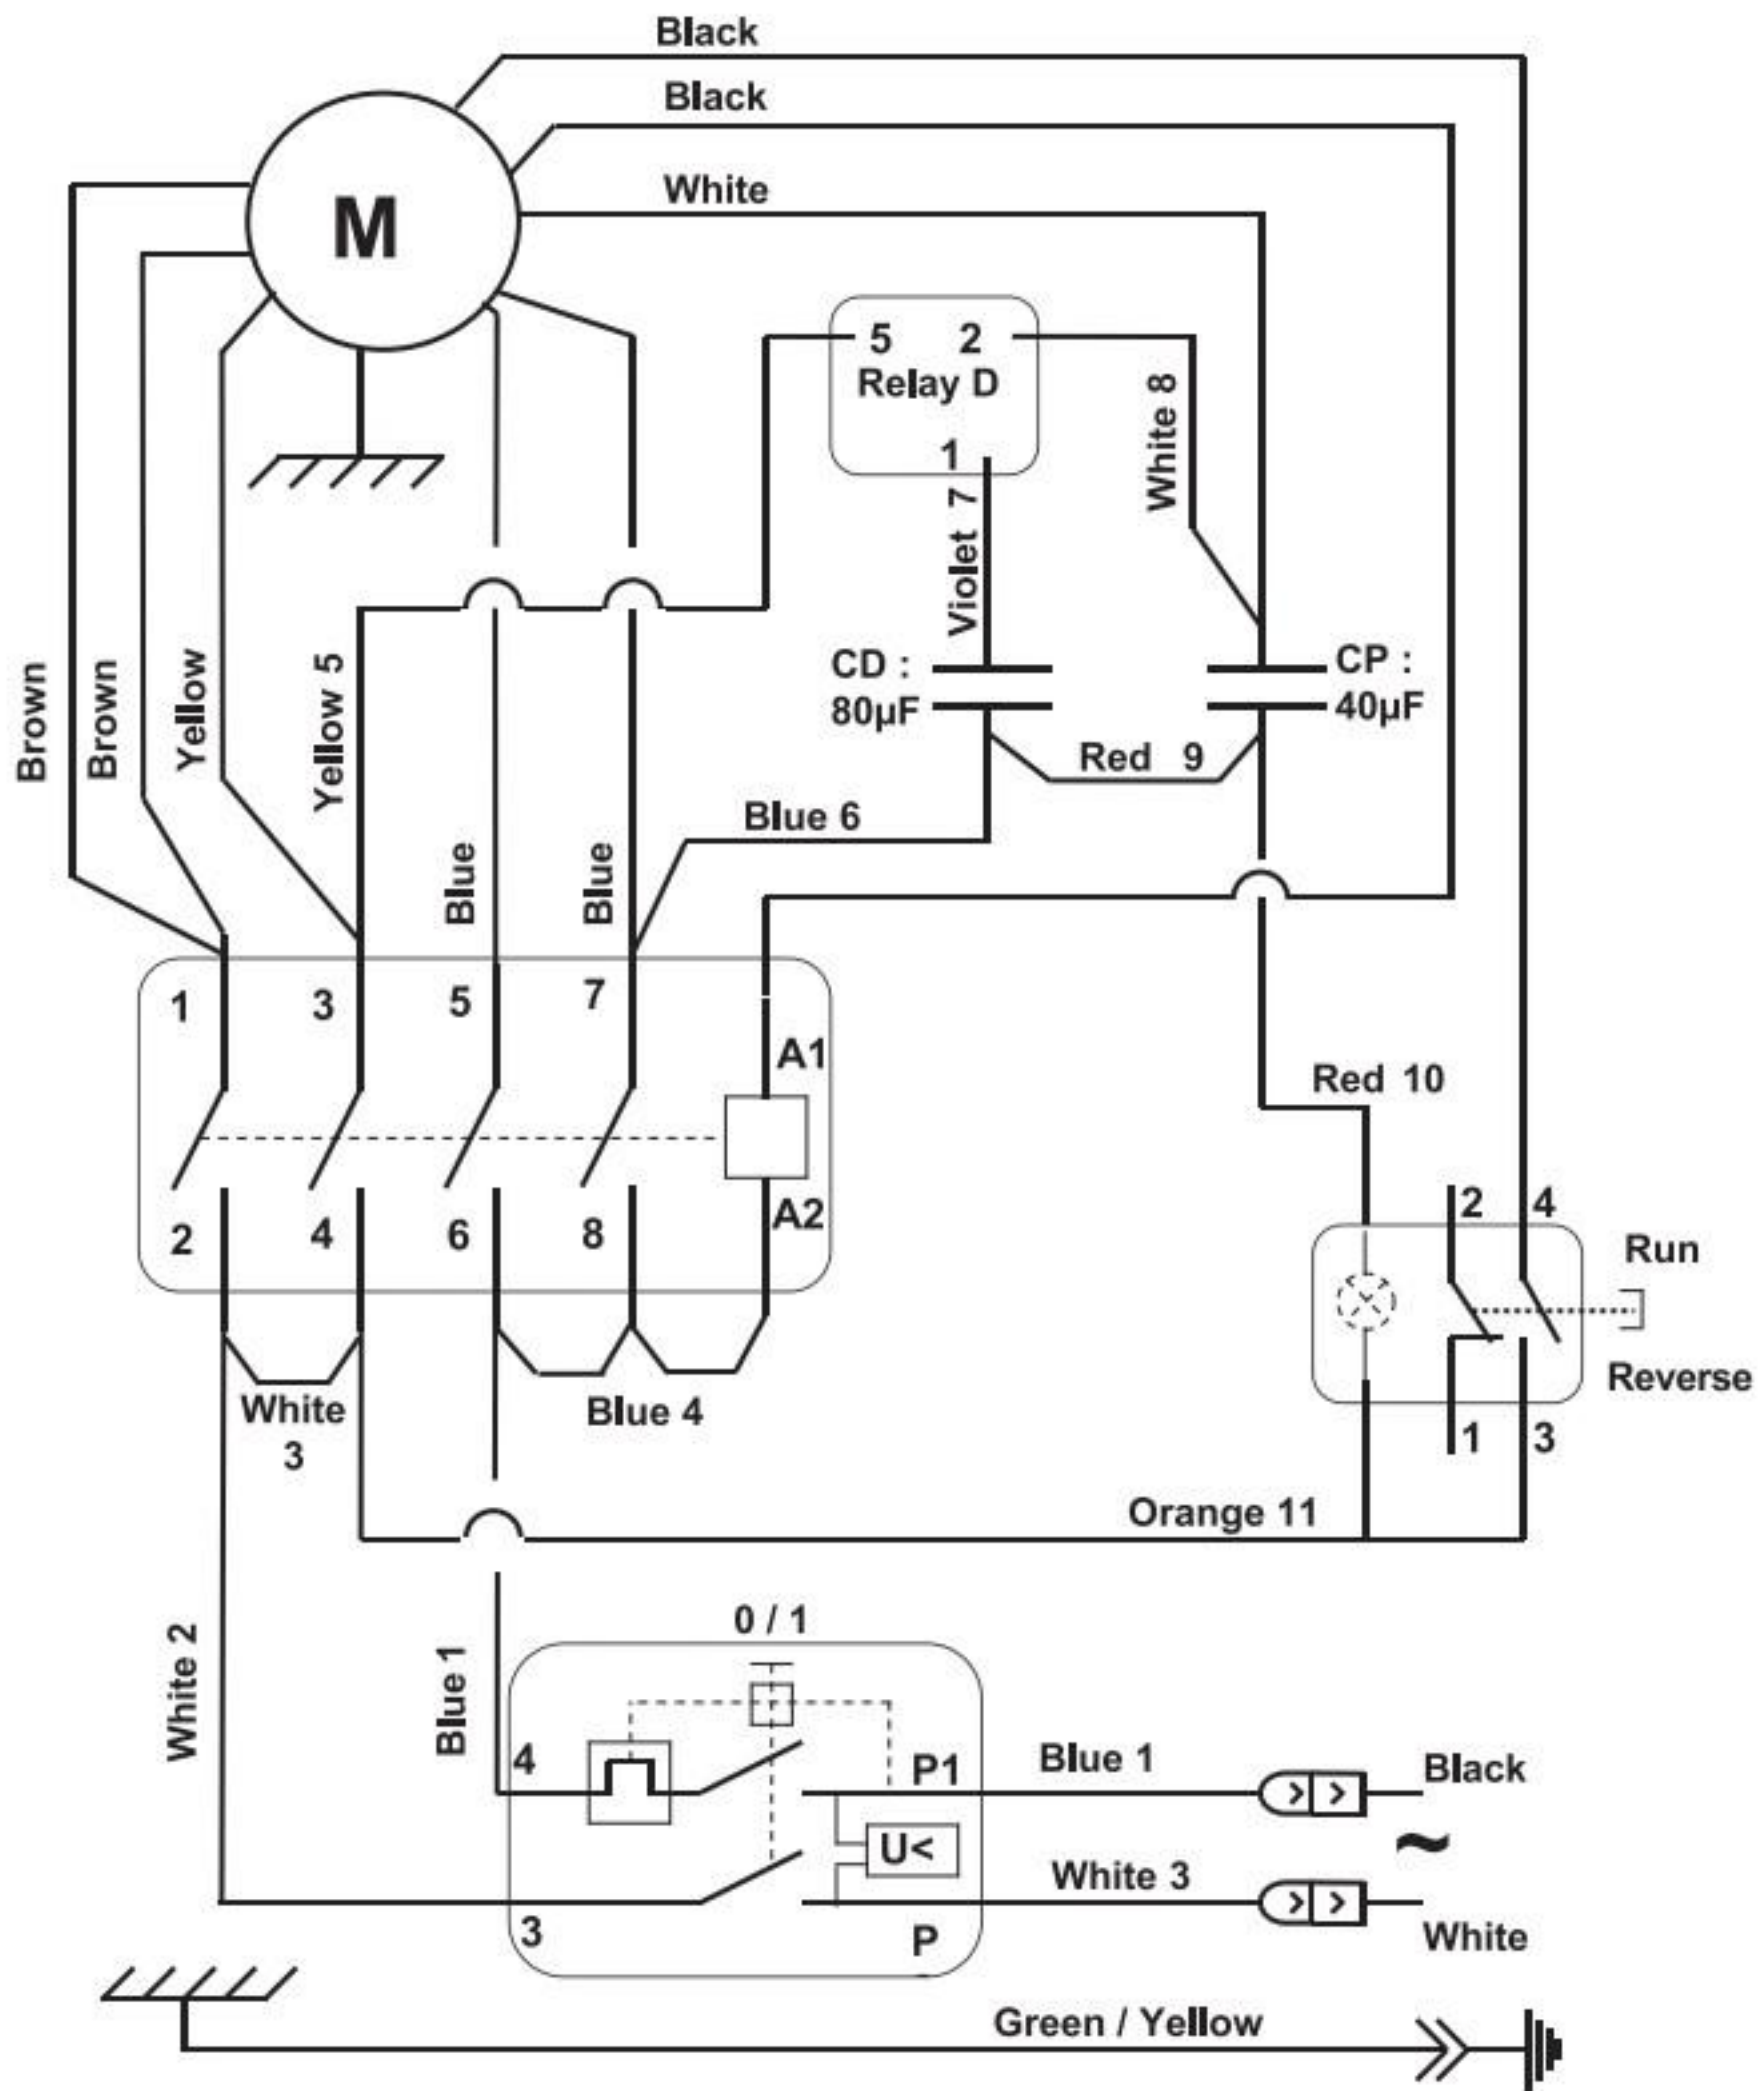 Black
Black
White
M
5 2
Relay D
1
White 8
Violet 7
Brown
Brown
Yellow
Yellow 5
CD :
80µF
CP :
40µF
Red 9
Blue 6
Blue
Blue
1 3 5 7
A1
Red 10
A2
2 4 6 8
2 4
Run
Reverse
White
3
Blue 4
1 3
Orange 11
0 / 1
White 2
Blue 1
4
P1
Blue 1
Black
U<
~
White 3
3
P
White
Green / Yellow